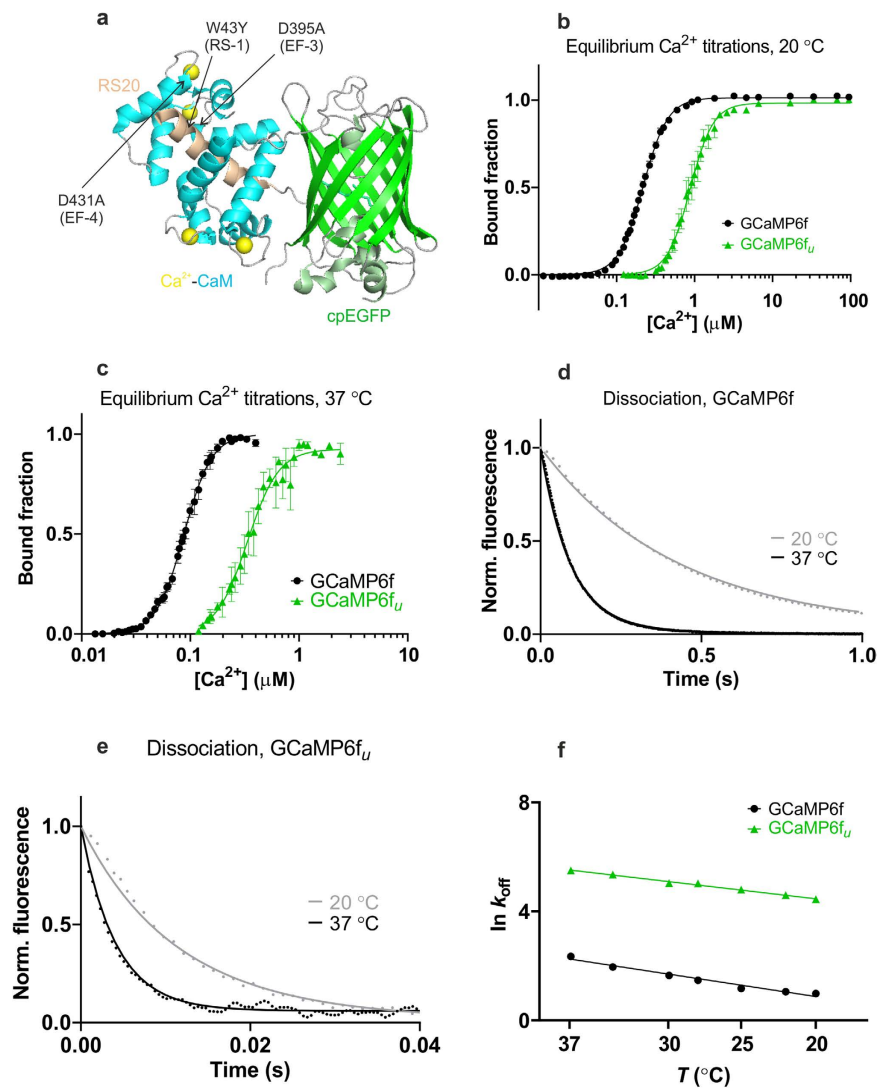 a
W43Y
(RS-1)
D395A
(EF-3)
RS20
D431A
(EF-4)
Ca²⁺-CaM
cpEGFP
b
Equilibrium Ca²⁺ titrations, 20 °C
Bound fraction
1.0
0.5
0.0
GCaMP6f
GCaMP6fᵤ
0.1
1
10
100
[Ca²⁺] (μM)
c
Equilibrium Ca²⁺ titrations, 37 °C
Bound fraction
1.0
0.5
0.0
GCaMP6f
GCaMP6fᵤ
0.01
0.1
1
10
[Ca²⁺] (μM)
d
Dissociation, GCaMP6f
Norm. fluorescence
1.0
0.5
0.0
20 °C
37 °C
0.0
0.5
1.0
Time (s)
e
Dissociation, GCaMP6fᵤ
Norm. fluorescence
1.0
0.5
0.0
20 °C
37 °C
0.00
0.02
0.04
Time (s)
f
ln k_off
8
4
0
GCaMP6f
GCaMP6fᵤ
37
30
25
20
T (°C)